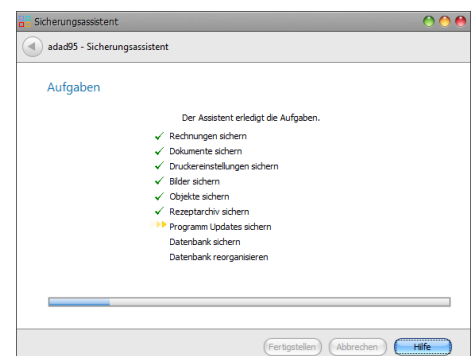 Sicherungsassistent
adad95 - Sicherungsassistent
Aufgaben
Der Assistent erledigt die Aufgaben.
Rechnungen sichern
Dokumente sichern
Druckereinstellungen sichern
Bilder sichern
Objekte sichern
Rezeptarchiv sichern
Programm Updates sichern
Datenbank sichern
Datenbank reorganisieren
Fertigstellen Abbrechen Hilfe